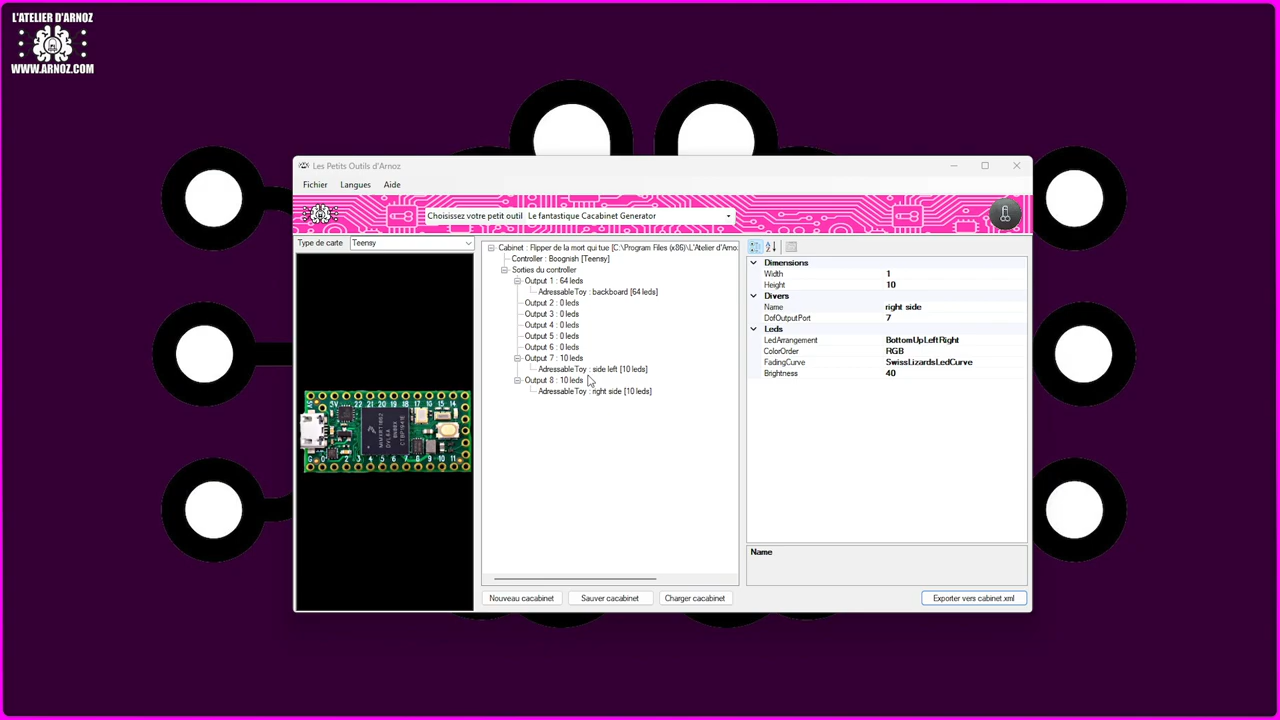 L'ATELIER D'ARNOZ
WWW.ARNOZ.COM
Les Petits Outils d'Arnoz
Fichier Langues Aide
Choisissez votre petit outil Le fantastique Cacabinet Generator
Type de carte Teensy
Cabinet : Flipper de la mort qui tue [C:\Program Files (x86)\L'Atelier d'Arno.
Controller : Boognish [Teensy]
Sorties du controller
Output 1 : 64 leds
AdressableToy : backboard [64 leds]
Output 2 : 0 leds
Output 3 : 0 leds
Output 4 : 0 leds
Output 5 : 0 leds
Output 6 : 0 leds
Output 7 : 10 leds
AdressableToy : side left [10 leds]
Output 8 : 10 leds
AdressableToy : right side [10 leds]
Dimensions
Width 1
Height 10
Divers
Name right side
DofOutputPort 7
Leds
LedArrangement BottomUpLeftRight
ColorOrder RGB
FadingCurve SwissLizardsLedCurve
Brightness 40
Name
Nouveau cacabinet Sauver cacabinet Charger cacabinet Exporter vers cabinet.xml